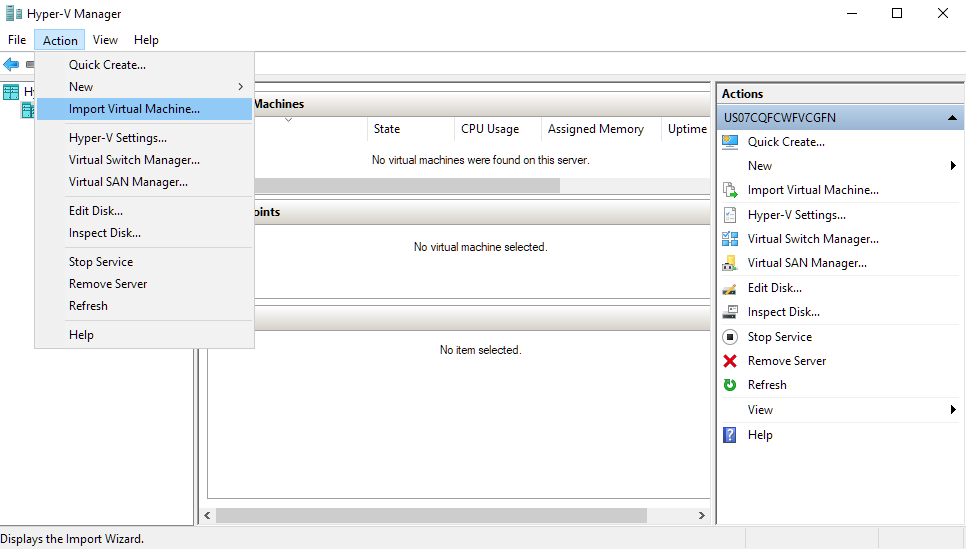 Hyper-V Manager
File Action View Help
Quick Create...
New
Import Virtual Machine...
Hyper-V Settings...
Virtual Switch Manager...
Virtual SAN Manager...
Edit Disk...
Inspect Disk...
Stop Service
Remove Server
Refresh
Help
Machines
State CPU Usage Assigned Memory Uptime
No virtual machines were found on this server.
No virtual machine selected.
No item selected.
Actions
US07CQFCWFVCGFN
Quick Create...
New
Import Virtual Machine...
Hyper-V Settings...
Virtual Switch Manager...
Virtual SAN Manager...
Edit Disk...
Inspect Disk...
Stop Service
Remove Server
Refresh
View
Help
Displays the Import Wizard.